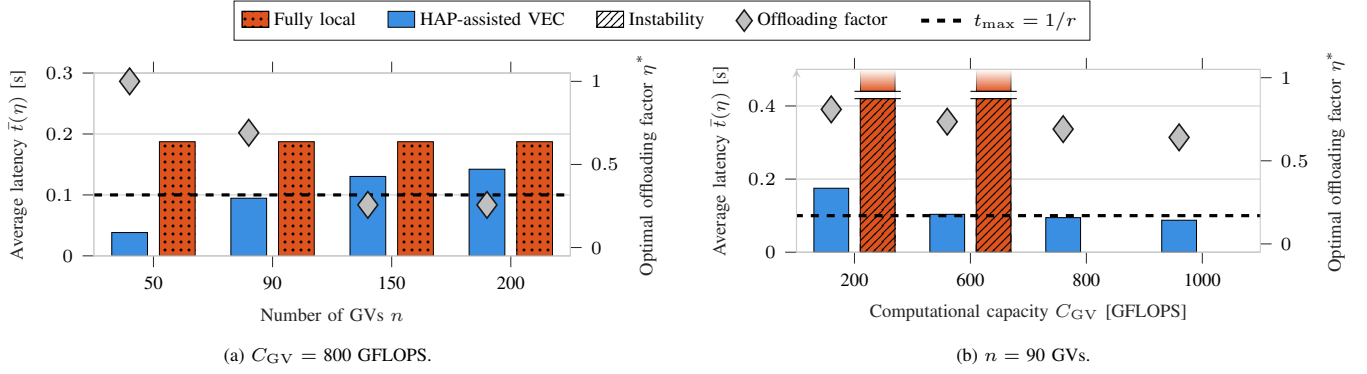 Fully local HAP-assisted VEC Instability Offloading factor t_max = 1/r
0.3
0.2
0.1
0
Average latency t̄(η) [s]
50 90 150 200
Number of GVs n
1
0.5
0
Optimal offloading factor η*
(a) C_GV = 800 GFLOPS.
0.4
0.2
0
Average latency t̄(η) [s]
200 600 800 1000
Computational capacity C_GV [GFLOPS]
1
0.5
0
Optimal offloading factor η*
(b) n = 90 GVs.